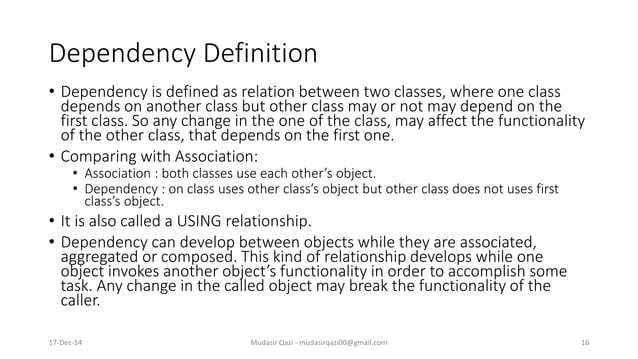 Dependency Definition
• Dependency is defined as relation between two classes, where one class
depends on another class but other class may or not may depend on the
first class. So any change in the one of the class, may affect the functionality
of the other class, that depends on the first one.
• Comparing with Association:
• Association : both classes use each other's object.
• Dependency : on class uses other class's object but other class does not uses first
class's object.
• It is also called a USING relationship.
• Dependency can develop between objects while they are associated,
aggregated or composed. This kind of relationship develops while one
object invokes another object's functionality in order to accomplish some
task. Any change in the called object may break the functionality of the
caller.
17-Dec-14
Mudasir Qazi - mudasirqazi00@gmail.com
16